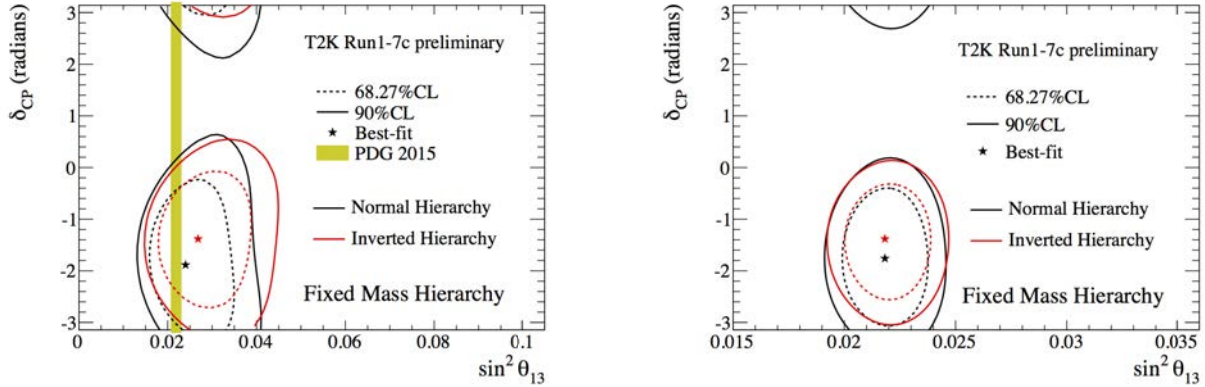 δCP (radians)
3
2
1
0
-1
-2
-3
T2K Run1-7c preliminary
68.27%CL
90%CL
Best-fit
PDG 2015
Normal Hierarchy
Inverted Hierarchy
Fixed Mass Hierarchy
0 0.02 0.04 0.06 0.08 0.1
sin² θ13
δCP (radians)
3
2
1
0
-1
-2
-3
T2K Run1-7c preliminary
68.27%CL
90%CL
Best-fit
Normal Hierarchy
Inverted Hierarchy
Fixed Mass Hierarchy
0.015 0.02 0.025 0.03 0.035
sin² θ13